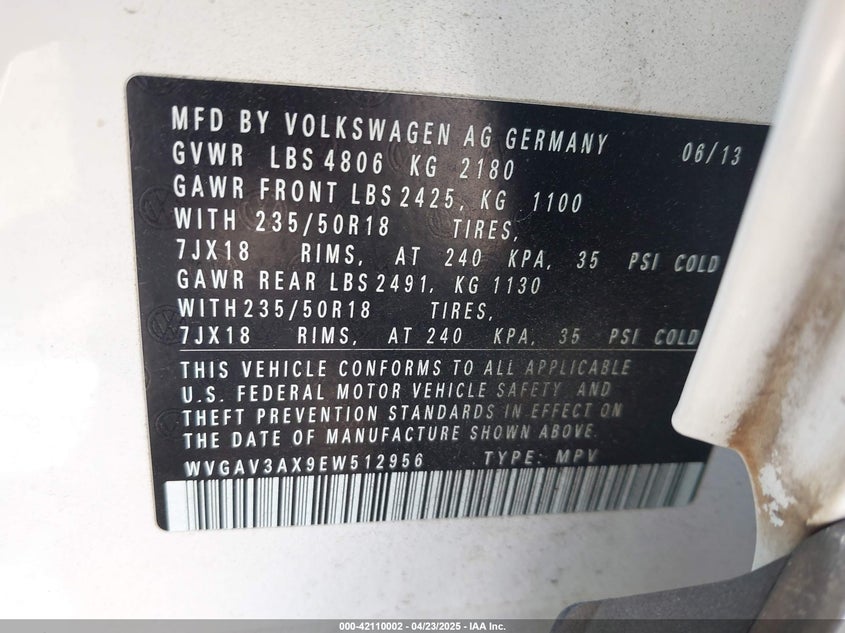 MFD BY VOLKSWAGEN AG GERMANY 06/13
GVWR LBS 4806 KG 2180
GAWR FRONT LBS 2425, KG 1100
WITH 235/50R18 TIRES,
7JX18 RIMS, AT 240 KPA, 35 PSI COLD
GAWR REAR LBS 2491, KG 1130
WITH 235/50R18 TIRES,
7JX18 RIMS, AT 240 KPA, 35 PSI COLD
THIS VEHICLE CONFORMS TO ALL APPLICABLE
U.S. FEDERAL MOTOR VEHICLE SAFETY, AND
THEFT PREVENTION STANDARDS IN EFFECT ON
THE DATE OF MANUFACTURE SHOWN ABOVE.
WVGAV3AX9EW512956 TYPE: MPV
000-42110002 - 04/23/2025 - IAA Inc.